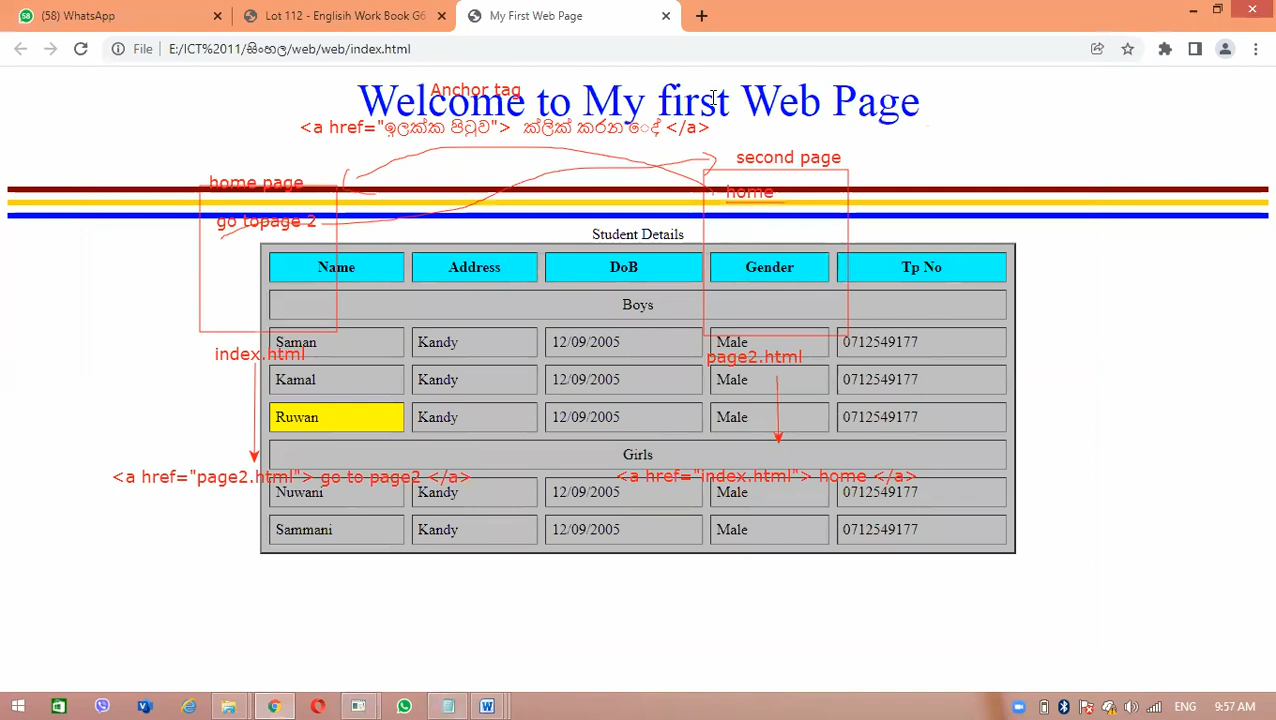 (58) WhatsApp
Lot 112 - Englisih Work Book G6
My First Web Page
File E:/ICT%2011/සිංහල/web/web/index.html
Anchor tag
Welcome to My first Web Page
<a href="ඉලක්ක පිටුව"> ක්ලික් කරන දේ </a>
second page
home page
home
go topage 2
Student Details
Name Address DoB Gender Tp No
Boys
Saman Kandy 12/09/2005 Male 0712549177
index.html page2.html
Kamal Kandy 12/09/2005 Male 0712549177
Ruwan Kandy 12/09/2005 Male 0712549177
Girls
<a href="page2.html"> go to page2 </a> <a href="index.html"> home </a>
Nuwani Kandy 12/09/2005 Male 0712549177
Sammani Kandy 12/09/2005 Male 0712549177
ENG 9:57 AM